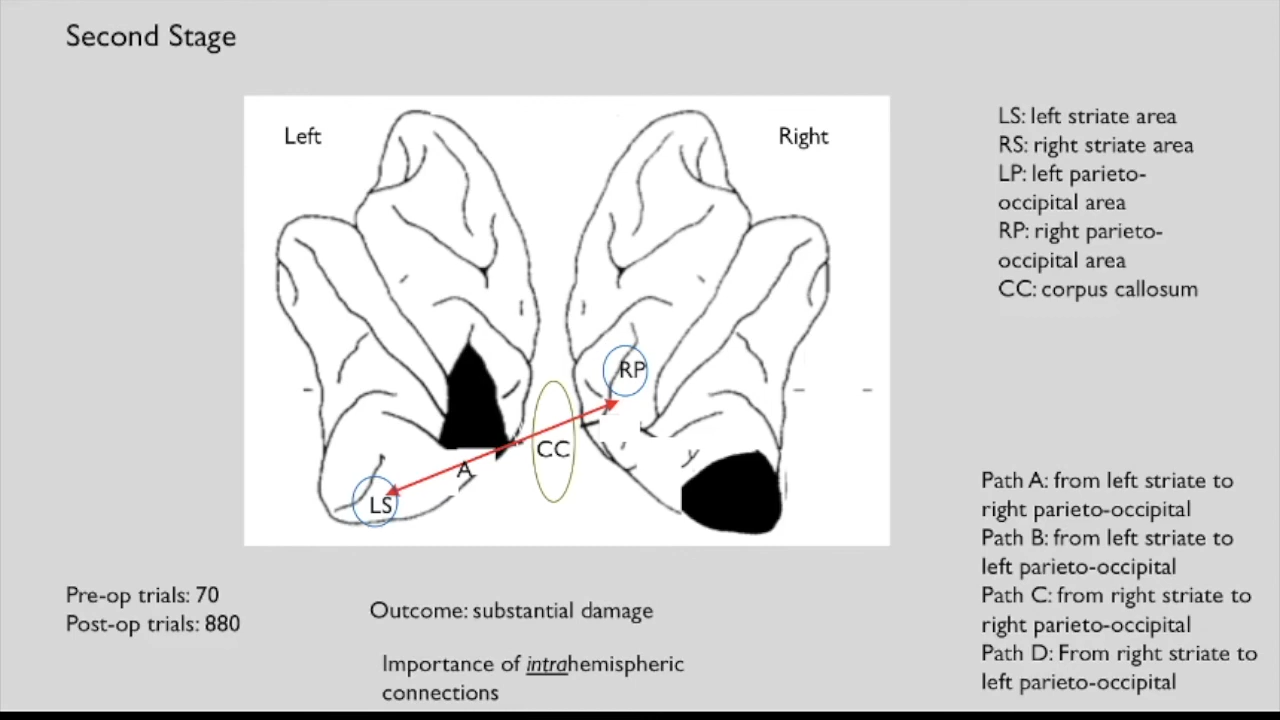 Second Stage
Left
Right
RP
CC
A
LS
LS: left striate area
RS: right striate area
LP: left parieto-
occipital area
RP: right parieto-
occipital area
CC: corpus callosum
Path A: from left striate to
right parieto-occipital
Path B: from left striate to
left parieto-occipital
Path C: from right striate to
right parieto-occipital
Path D: From right striate to
left parieto-occipital
Pre-op trials: 70
Post-op trials: 880
Outcome: substantial damage
Importance of intrahemispheric
connections